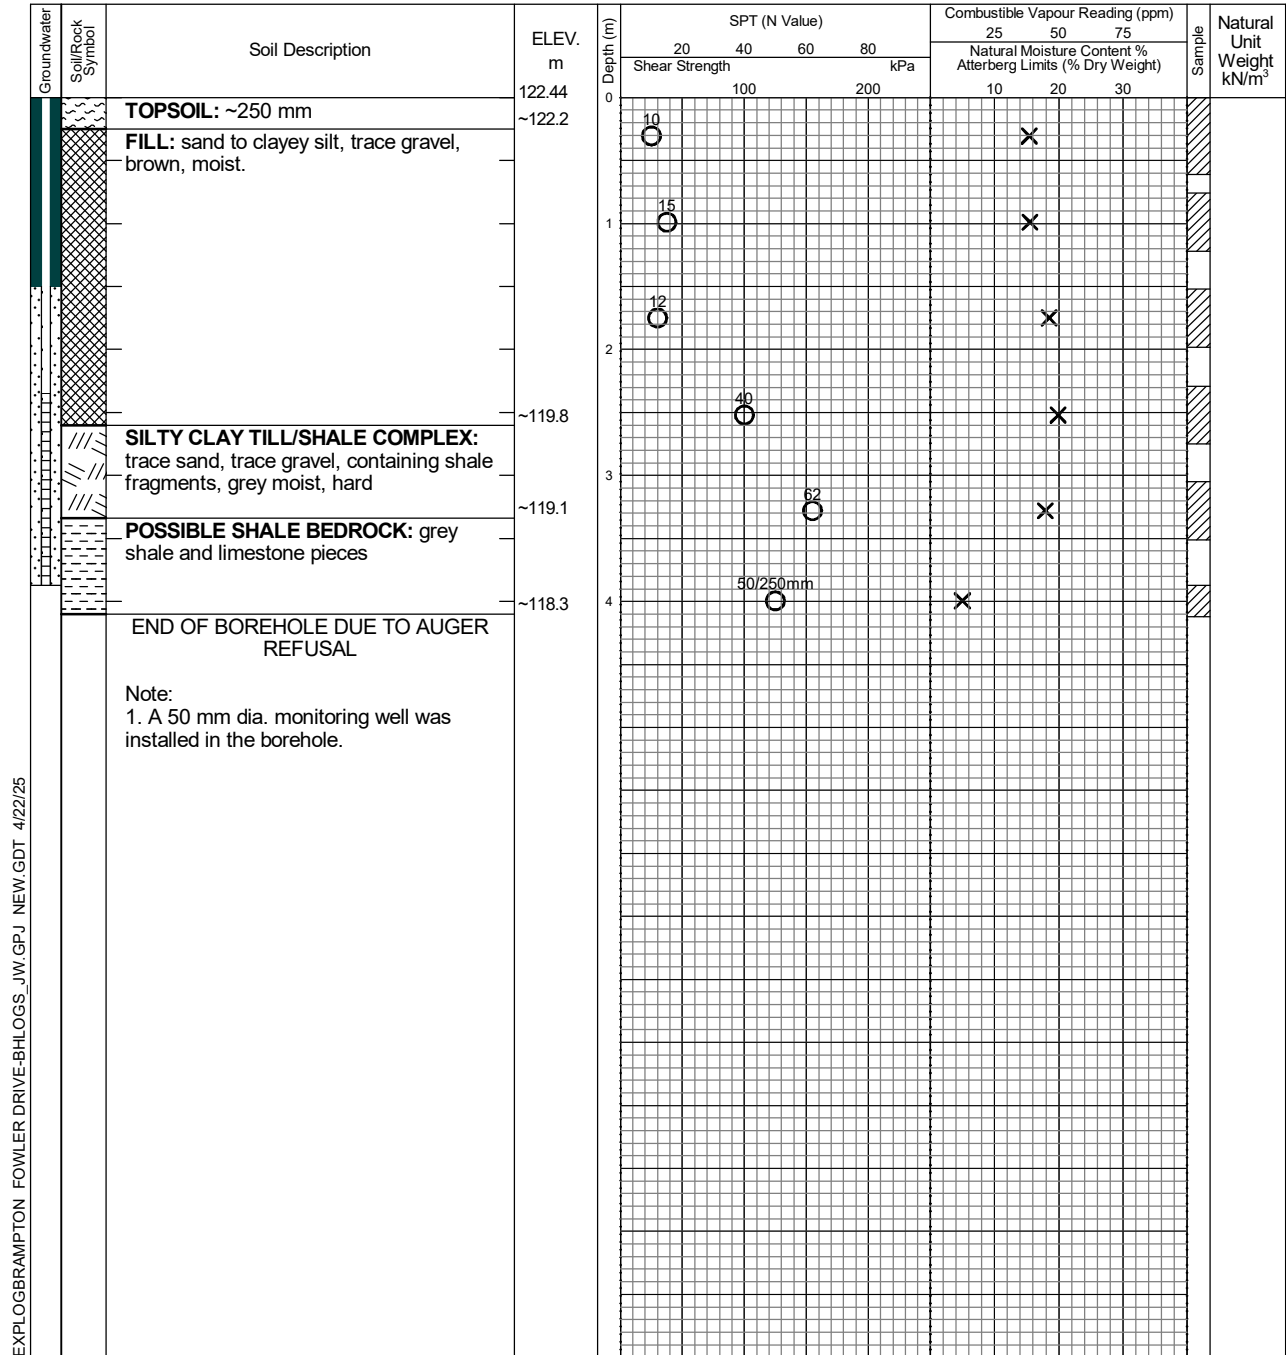 Groundwater
Soil/Rock
Symbol
Soil Description
ELEV.
m
Depth (m)
SPT (N Value)
20 40 60 80
Shear Strength kPa
100 200
Combustible Vapour Reading (ppm)
25 50 75
Natural Moisture Content %
Atterberg Limits (% Dry Weight)
10 20 30
Sample
Natural
Unit
Weight
kN/m³
122.44
0
TOPSOIL: ~250 mm
~122.2
FILL: sand to clayey silt, trace gravel,
brown, moist.
10
1
15
12
2
~119.8
40
SILTY CLAY TILL/SHALE COMPLEX:
trace sand, trace gravel, containing shale
fragments, grey moist, hard
3
~119.1
62
POSSIBLE SHALE BEDROCK: grey
shale and limestone pieces
50/250mm
~118.3
4
END OF BOREHOLE DUE TO AUGER
REFUSAL
Note:
1. A 50 mm dia. monitoring well was
installed in the borehole.
EXPLOGBRAMPTON FOWLER DRIVE-BHLOGS_JW.GPJ NEW.GDT 4/22/25